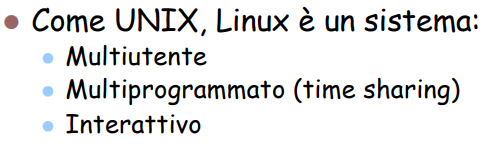 Come UNIX, Linux è un sistema:
Multiutente
Multiprogrammato (time sharing)
Interattivo